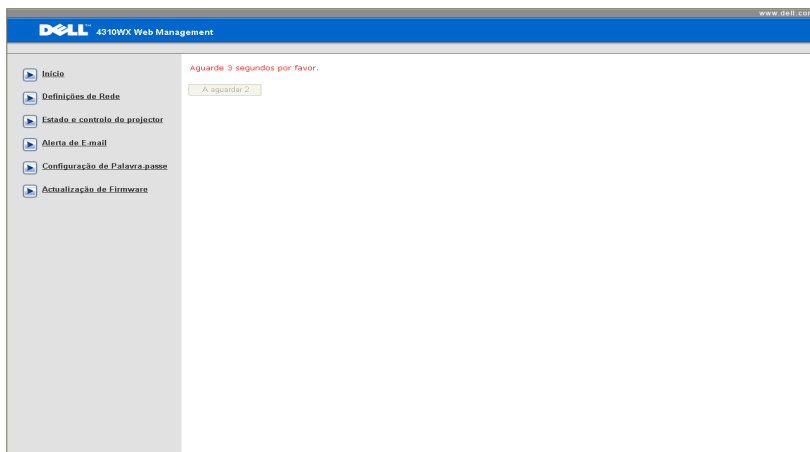 www.dell.com
DELL™ 4310WX Web Management
Início
Definições de Rede
Estado e controlo do projector
Alerta de E-mail
Configuração de Palavra-passe
Actualização de Firmware
Aguarde 3 segundos por favor.
A aguardar 2